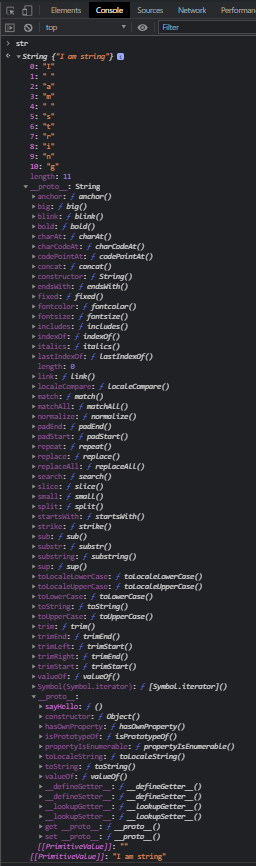 Elements Console Sources Network Performance
top Filter
str
String {"I am string"}
0: "I"
1: " "
2: "a"
3: "m"
4: " "
5: "s"
6: "t"
7: "r"
8: "i"
9: "n"
10: "g"
length: 11
__proto__: String
anchor: ƒ anchor()
big: ƒ big()
blink: ƒ blink()
bold: ƒ bold()
charAt: ƒ charAt()
charCodeAt: ƒ charCodeAt()
codePointAt: ƒ codePointAt()
concat: ƒ concat()
constructor: ƒ String()
endsWith: ƒ endsWith()
fixed: ƒ fixed()
fontcolor: ƒ fontcolor()
fontsize: ƒ fontsize()
includes: ƒ includes()
indexOf: ƒ indexOf()
italics: ƒ italics()
lastIndexOf: ƒ lastIndexOf()
length: 0
link: ƒ link()
localeCompare: ƒ localeCompare()
match: ƒ match()
matchAll: ƒ matchAll()
normalize: ƒ normalize()
padEnd: ƒ padEnd()
padStart: ƒ padStart()
repeat: ƒ repeat()
replace: ƒ replace()
replaceAll: ƒ replaceAll()
search: ƒ search()
slice: ƒ slice()
small: ƒ small()
split: ƒ split()
startsWith: ƒ startsWith()
strike: ƒ strike()
sub: ƒ sub()
substr: ƒ substr()
substring: ƒ substring()
sup: ƒ sup()
toLocaleLowerCase: ƒ toLocaleLowerCase()
toLocaleUpperCase: ƒ toLocaleUpperCase()
toLowerCase: ƒ toLowerCase()
toString: ƒ toString()
toUpperCase: ƒ toUpperCase()
trim: ƒ trim()
trimEnd: ƒ trimEnd()
trimLeft: ƒ trimStart()
trimRight: ƒ trimEnd()
trimStart: ƒ trimStart()
valueOf: ƒ valueOf()
Symbol(Symbol.iterator): ƒ [Symbol.iterator]()
__proto__:
sayHello: ƒ ()
constructor: ƒ Object()
hasOwnProperty: ƒ hasOwnProperty()
isPrototypeOf: ƒ isPrototypeOf()
propertyIsEnumerable: ƒ propertyIsEnumerable()
toLocaleString: ƒ toLocaleString()
toString: ƒ toString()
valueOf: ƒ valueOf()
__defineGetter__: ƒ __defineGetter__()
__defineSetter__: ƒ __defineSetter__()
__lookupGetter__: ƒ __lookupGetter__()
__lookupSetter__: ƒ __lookupSetter__()
get __proto__: ƒ __proto__()
set __proto__: ƒ __proto__()
[[PrimitiveValue]]: ""
[[PrimitiveValue]]: "I am string"